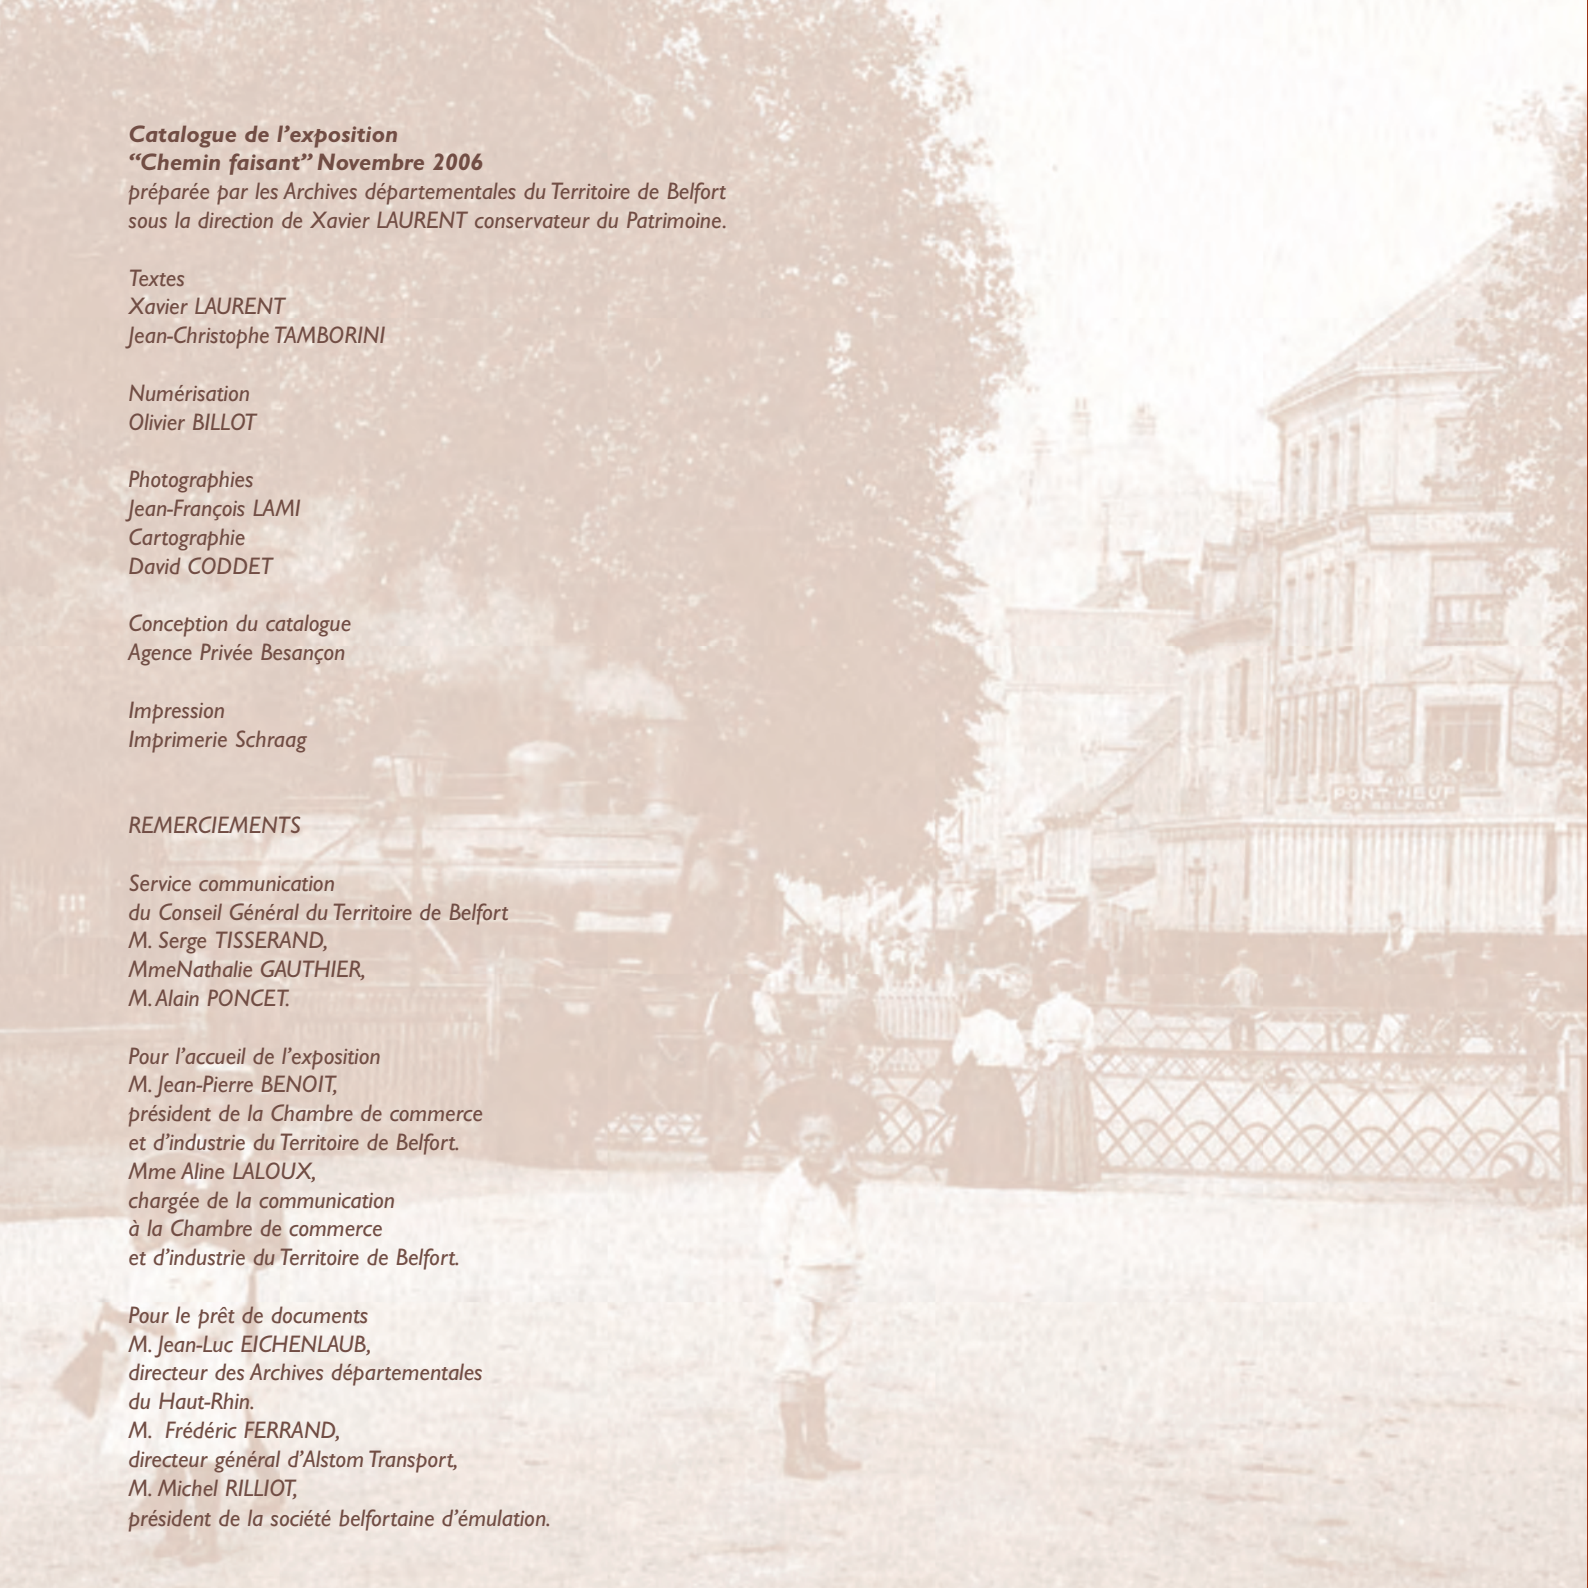 Catalogue de l’exposition
“Chemin faisant” Novembre 2006
préparée par les Archives départementales du Territoire de Belfort
sous la direction de Xavier LAURENT conservateur du Patrimoine.
Textes
Xavier LAURENT
Jean-Christophe TAMBORINI
Numérisation
Olivier BILLOT
Photographies
Jean-François LAMI
Cartographie
David CODDET
Conception du catalogue
Agence Privée Besançon
Impression
Imprimerie Schraag
REMERCIEMENTS
Service communication
du Conseil Général du Territoire de Belfort
M. Serge TISSERAND,
MmeNathalie GAUTHIER,
M. Alain PONCET.
Pour l’accueil de l’exposition
M. Jean-Pierre BENOIT,
président de la Chambre de commerce
et d’industrie du Territoire de Belfort.
Mme Aline LALOUX,
chargée de la communication
à la Chambre de commerce
et d’industrie du Territoire de Belfort.
Pour le prêt de documents
M. Jean-Luc EICHENLAUB,
directeur des Archives départementales
du Haut-Rhin.
M. Frédéric FERRAND,
directeur général d’Alstom Transport,
M. Michel RILLIOT,
président de la société belfortaine d’émulation.
PONT-NEUF
DE BELFORT